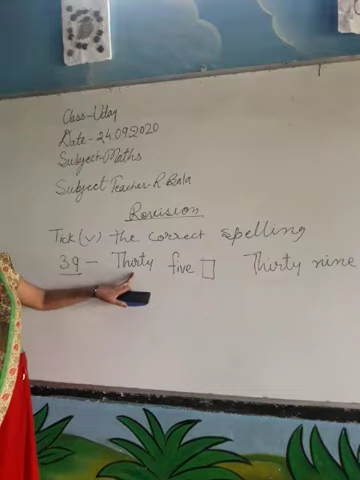 Class-Uday
Date-24.09.2020
Subject-Maths
Subject Teacher-R Bala
Revision
Tick (✓) The correct spelling
39 - Thirty five □ Thirty nine